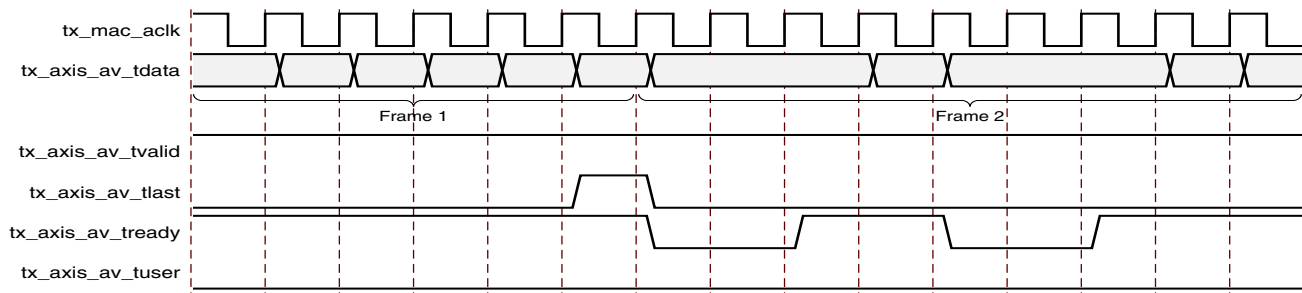 tx_mac_aclk
tx_axis_av_tdata
Frame 1
Frame 2
tx_axis_av_tvalid
tx_axis_av_tlast
tx_axis_av_tready
tx_axis_av_tuser